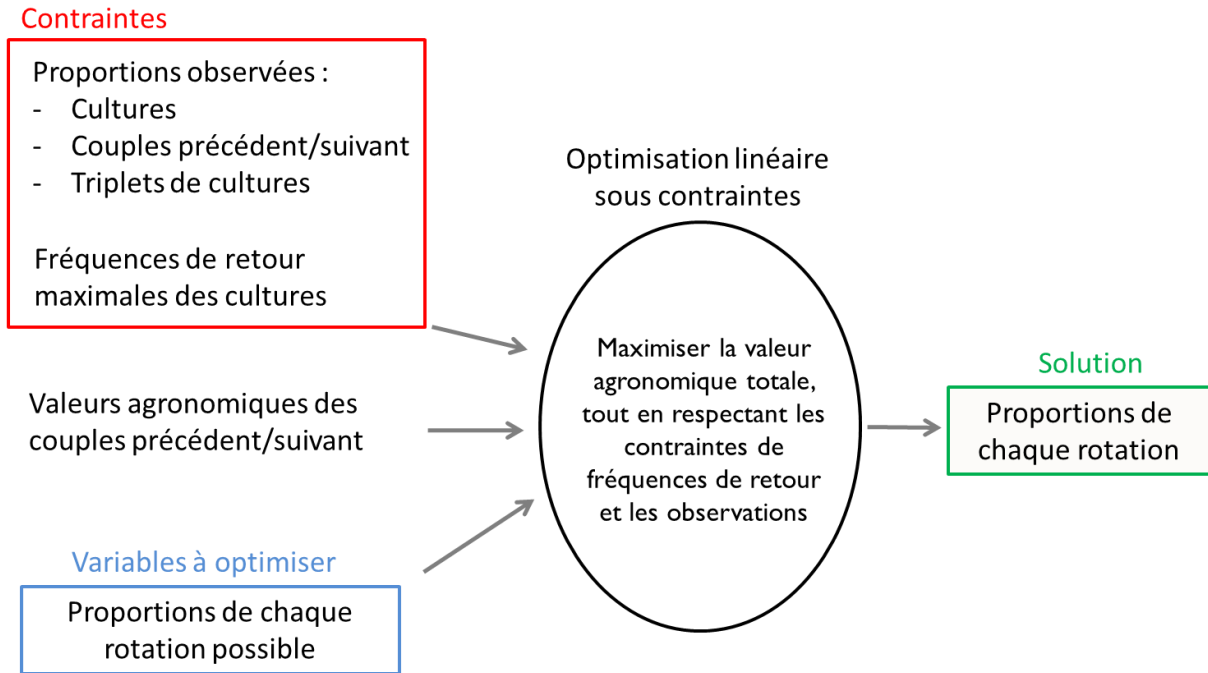 Contraintes
Proportions observées :
- Cultures
- Couples précédent/suivant
- Triplets de cultures
Fréquences de retour
maximales des cultures
Valeurs agronomiques des
couples précédent/suivant
Variables à optimiser
Proportions de chaque
rotation possible
Optimisation linéaire
sous contraintes
Maximiser la valeur
agronomique totale,
tout en respectant les
contraintes de
fréquences de retour
et les observations
Solution
Proportions de
chaque rotation